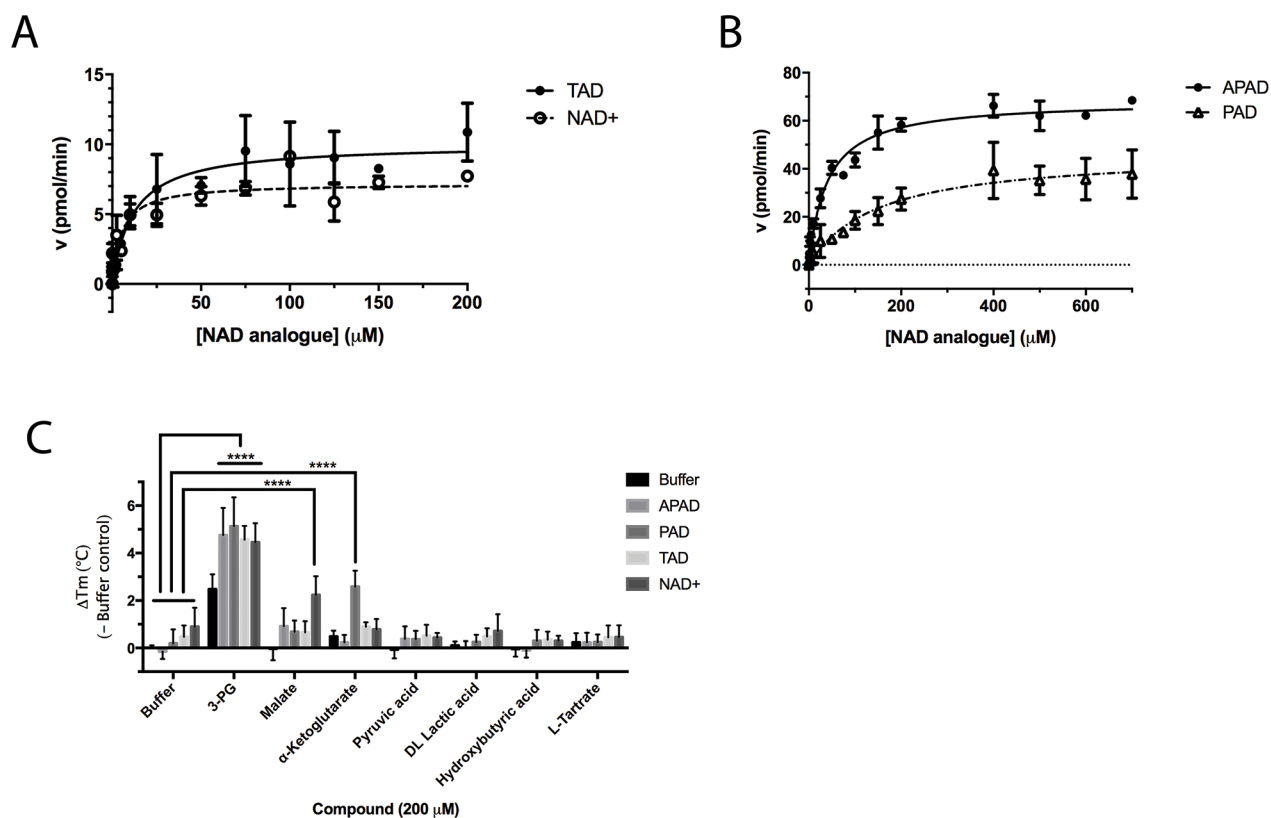 A
15
10
5
0
v (pmol/min)
50
100
150
200
[NAD analogue] (μM)
TAD
NAD+
B
80
60
40
20
0
v (pmol/min)
0
200
400
600
[NAD analogue] (μM)
APAD
PAD
C
****
****
****
6
4
2
0
ΔTm (°C)
(– Buffer control)
Buffer
3-PG
Malate
α-Ketoglutarate
Pyruvic acid
DL Lactic acid
Hydroxybutyric acid
L-Tartrate
Compound (200 μM)
Buffer
APAD
PAD
TAD
NAD+